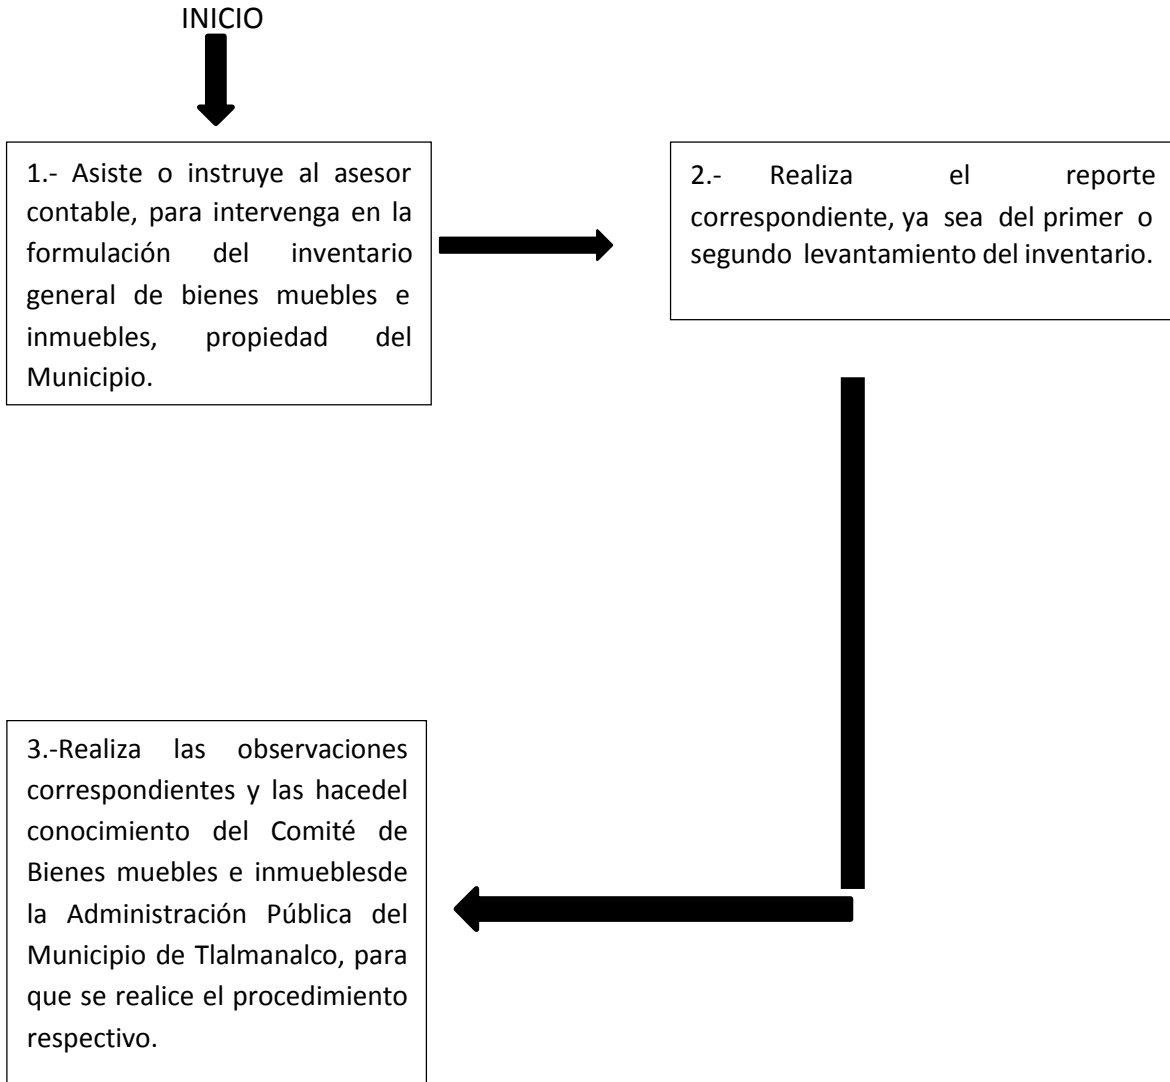 INICIO
1.- Asiste o instruye al asesor
contable, para intervenga en la
formulación del inventario
general de bienes muebles e
inmuebles, propiedad del
Municipio.
2.- Realiza el reporte
correspondiente, ya sea del primer o
segundo levantamiento del inventario.
3.-Realiza las observaciones
correspondientes y las hacedel
conocimiento del Comité de
Bienes muebles e inmueblesde
la Administración Pública del
Municipio de Tlalmanalco, para
que se realice el procedimiento
respectivo.